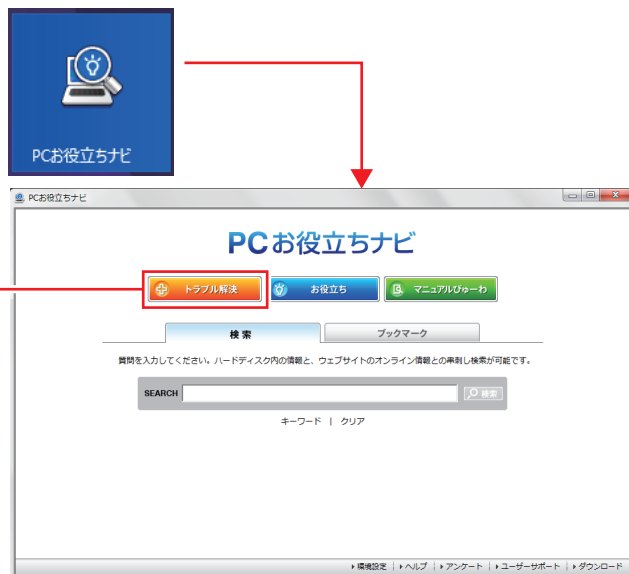 PCお役立ちナビ
PCお役立ちナビ
PCお役立ちナビ
トラブル解決 お役立ち マニュアルびゅーわ
検索 ブックマーク
質問を入力してください。ハードディスク内の情報と、ウェブサイトのオンライン情報との串刺し検索が可能です。
SEARCH 検索
キーワード | クリア
環境設定 | ヘルプ | アンケート | ユーザーサポート | ダウンロード